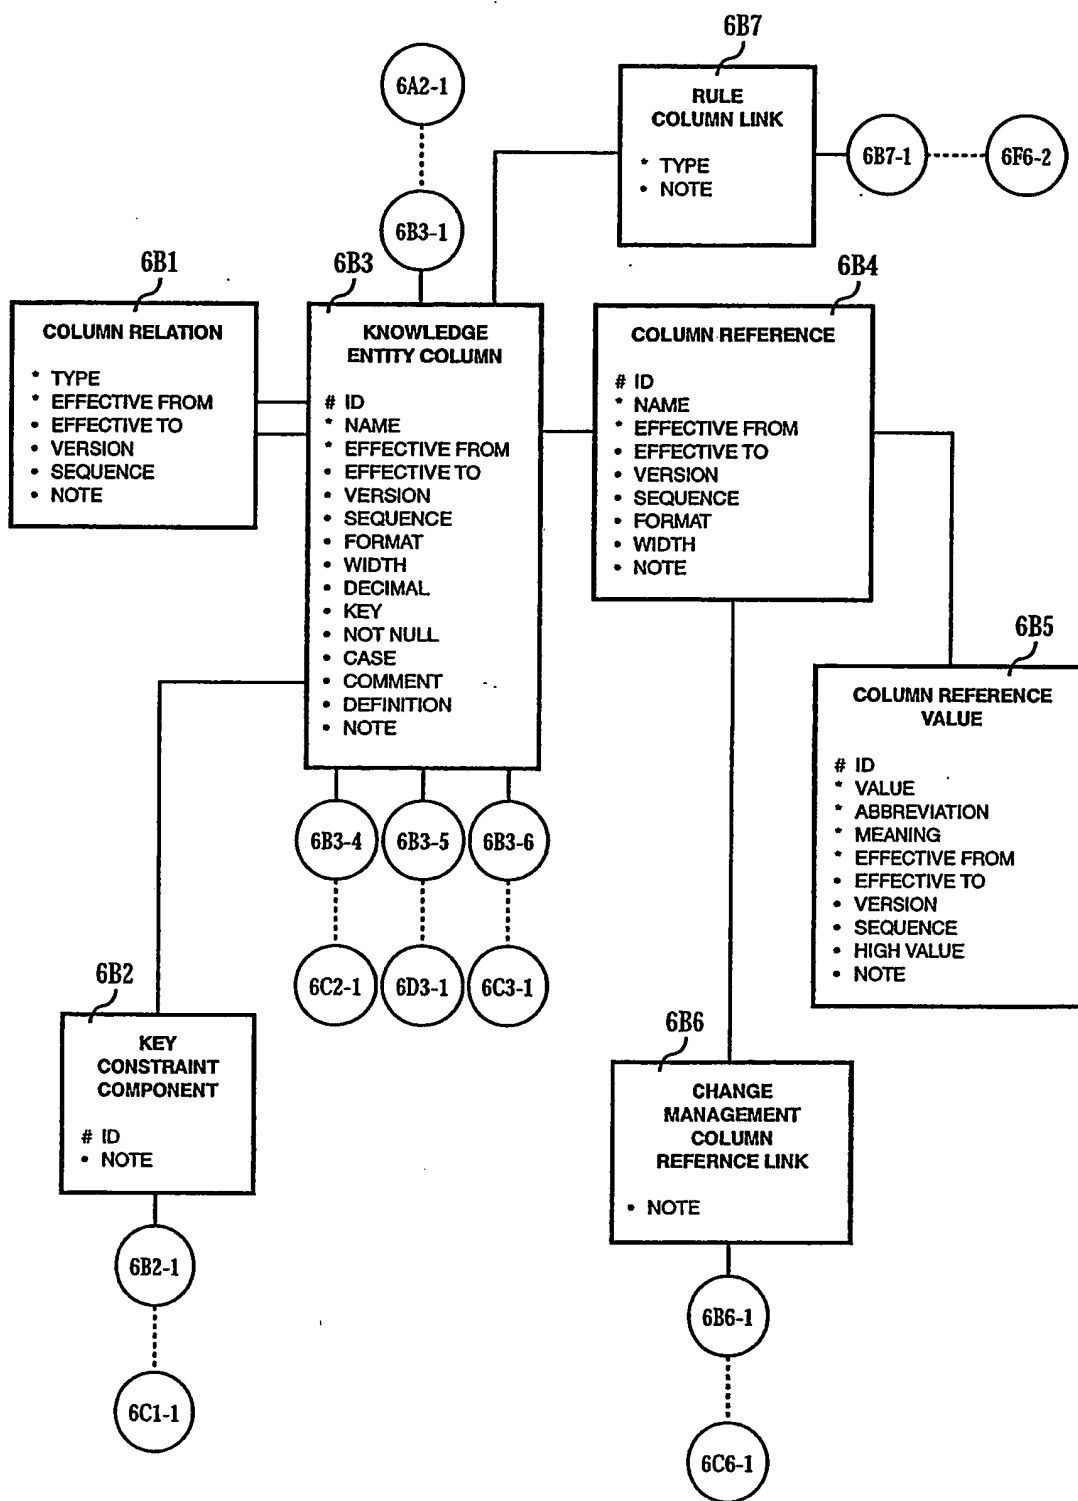 6B7
6A2-1
RULE
COLUMN LINK
* TYPE
• NOTE
6B7-1
6F6-2
6B3-1
6B1
COLUMN RELATION
* TYPE
* EFFECTIVE FROM
• EFFECTIVE TO
• VERSION
• SEQUENCE
• NOTE
6B3
KNOWLEDGE
ENTITY COLUMN
# ID
* NAME
* EFFECTIVE FROM
• EFFECTIVE TO
• VERSION
• SEQUENCE
• FORMAT
• WIDTH
• DECIMAL
• KEY
• NOT NULL
• CASE
• COMMENT
• DEFINITION
• NOTE
6B4
COLUMN REFERENCE
# ID
* NAME
* EFFECTIVE FROM
• EFFECTIVE TO
• VERSION
• SEQUENCE
• FORMAT
• WIDTH
• NOTE
6B5
COLUMN REFERENCE
VALUE
# ID
* VALUE
* ABBREVIATION
* MEANING
* EFFECTIVE FROM
• EFFECTIVE TO
• VERSION
• SEQUENCE
• HIGH VALUE
• NOTE
6B3-4
6B3-5
6B3-6
6C2-1
6D3-1
6C3-1
6B2
KEY
CONSTRAINT
COMPONENT
# ID
• NOTE
6B2-1
6C1-1
6B6
CHANGE
MANAGEMENT
COLUMN
REFERNCE LINK
• NOTE
6B6-1
6C6-1